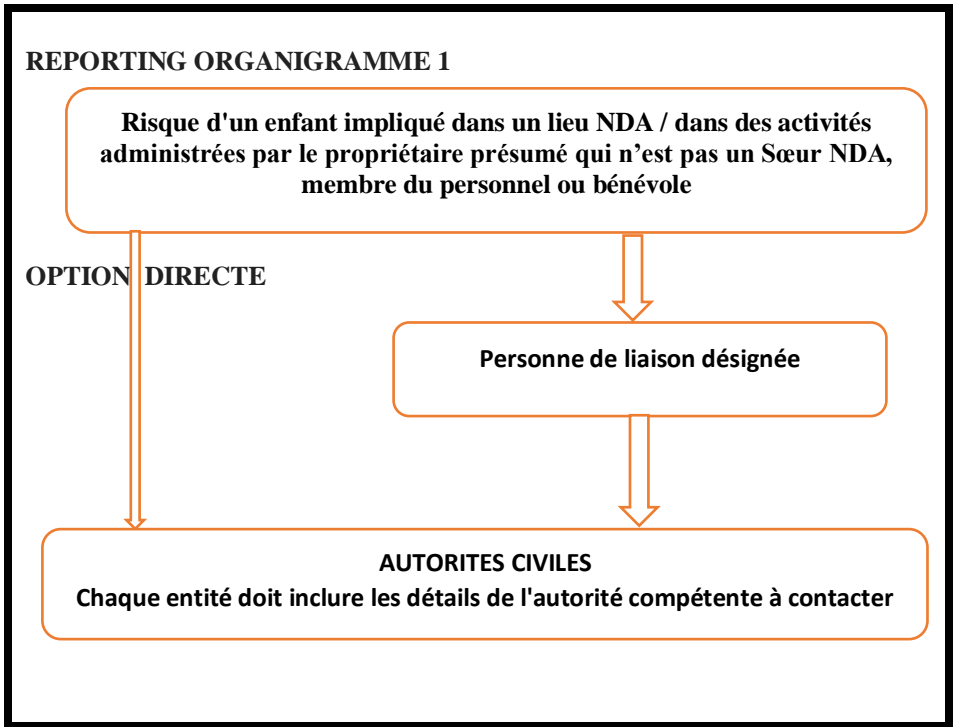 REPORTING ORGANIGRAMME 1
Risque d'un enfant impliqué dans un lieu NDA / dans des activités
administrées par le propriétaire présumé qui n’est pas un Sœur NDA,
membre du personnel ou bénévole
OPTION DIRECTE
Personne de liaison désignée
AUTORITES CIVILES
Chaque entité doit inclure les détails de l'autorité compétente à contacter